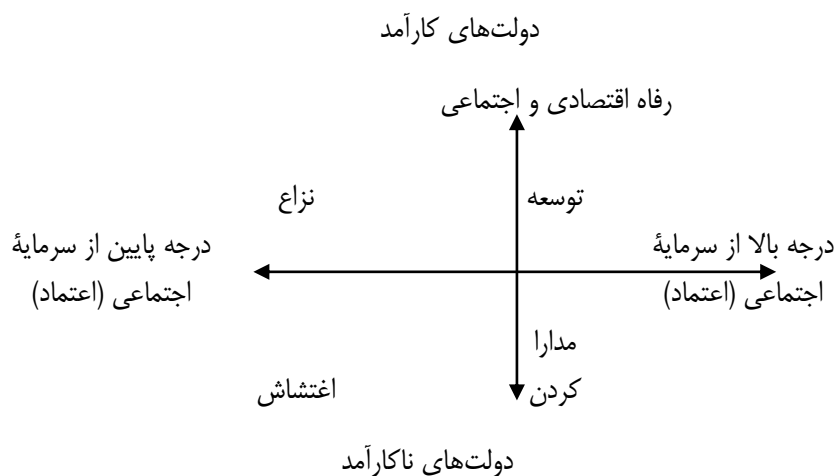 دولت‌های کارآمد
رفاه اقتصادی و اجتماعی
توسعه
نزاع
درجه بالا از سرمایهٔ
اجتماعی (اعتماد)
درجه پایین از سرمایهٔ
اجتماعی (اعتماد)
مدارا
کردن
اغتشاش
دولت‌های ناکارآمد